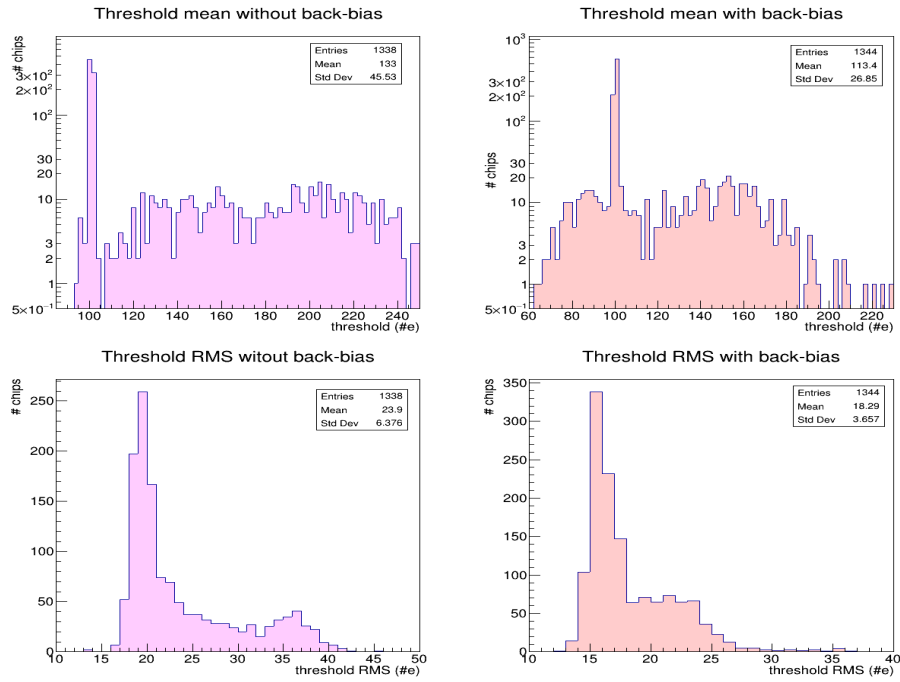 Threshold mean without back-bias
# chips
Entries 1338
Mean 133
Std Dev 45.53
3×10²
2×10²
10²
30
20
10
3
2
1
5×10⁻¹
100 120 140 160 180 200 220 240
threshold (#e)
Threshold mean with back-bias
# chips
Entries 1344
Mean 113.4
Std Dev 26.85
10³
3×10²
2×10²
10²
30
20
10
3
2
1
5×10⁻¹
60 80 100 120 140 160 180 200 220
threshold (#e)
Threshold RMS witout back-bias
# chips
Entries 1338
Mean 23.9
Std Dev 6.376
250
200
150
100
50
0
10 15 20 25 30 35 40 45 50
threshold RMS (#e)
Threshold RMS with back-bias
# chips
Entries 1344
Mean 18.29
Std Dev 3.657
350
300
250
200
150
100
50
0
10 15 20 25 30 35 40
threshold RMS (#e)